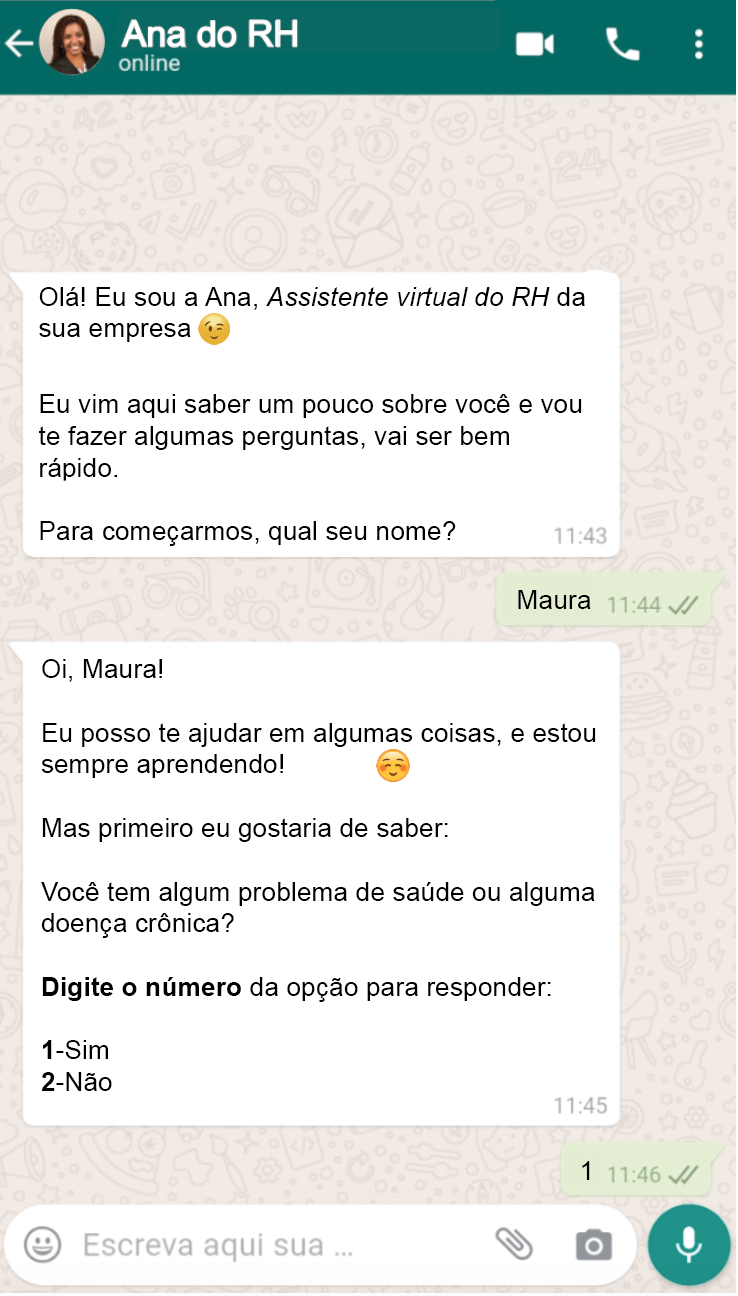 Ana do RH
online
Olá! Eu sou a Ana, Assistente virtual do RH da
sua empresa 😉
Eu vim aqui saber um pouco sobre você e vou
te fazer algumas perguntas, vai ser bem
rápido.
Para começarmos, qual seu nome?
11:43
Maura 11:44
Oi, Maura!
Eu posso te ajudar em algumas coisas, e estou
sempre aprendendo! ☺️
Mas primeiro eu gostaria de saber:
Você tem algum problema de saúde ou alguma
doença crônica?
Digite o número da opção para responder:
1-Sim
2-Não
11:45
1 11:46
Escreva aqui sua ...